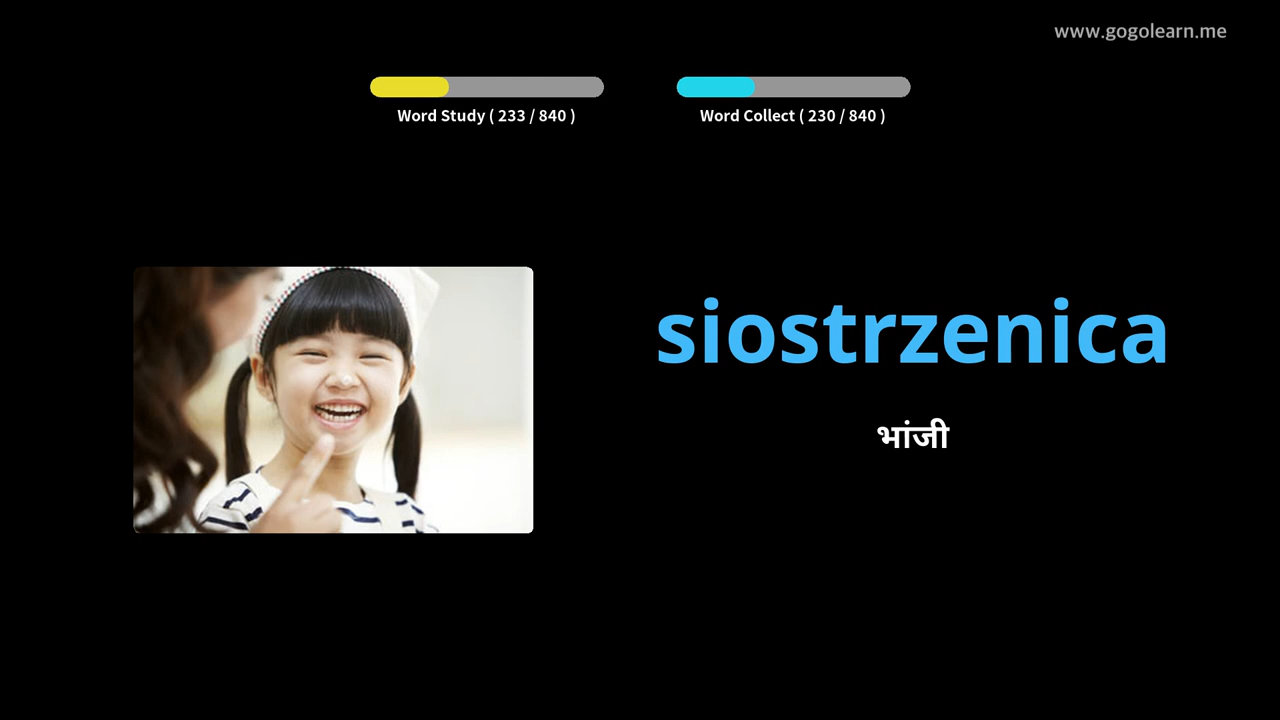 www.gogolearn.me
Word Study ( 233 / 840 )
Word Collect ( 230 / 840 )
siostrzenica
भांजी